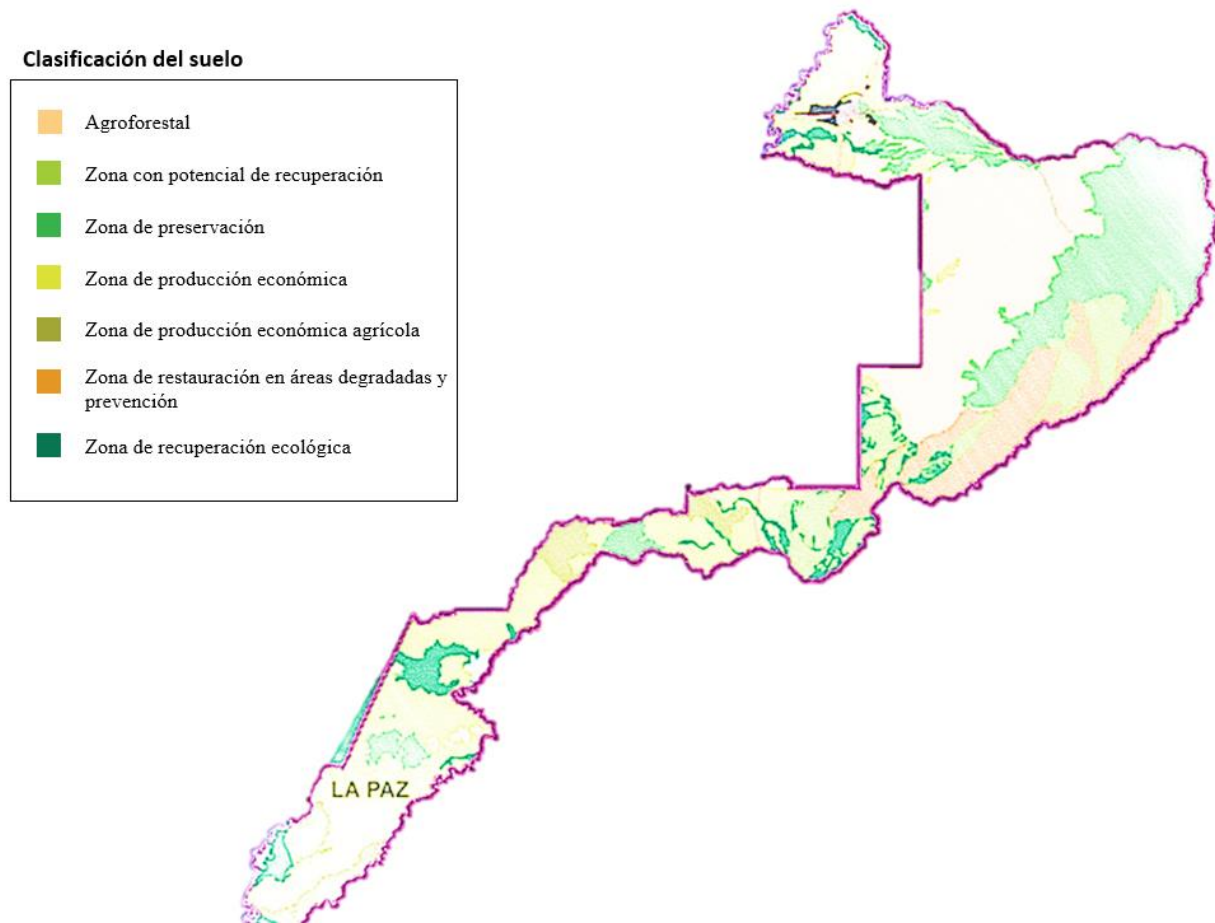 Clasificación del suelo
Agroforestal
Zona con potencial de recuperación
Zona de preservación
Zona de producción económica
Zona de producción económica agrícola
Zona de restauración en áreas degradadas y
prevención
Zona de recuperación ecológica
LA PAZ